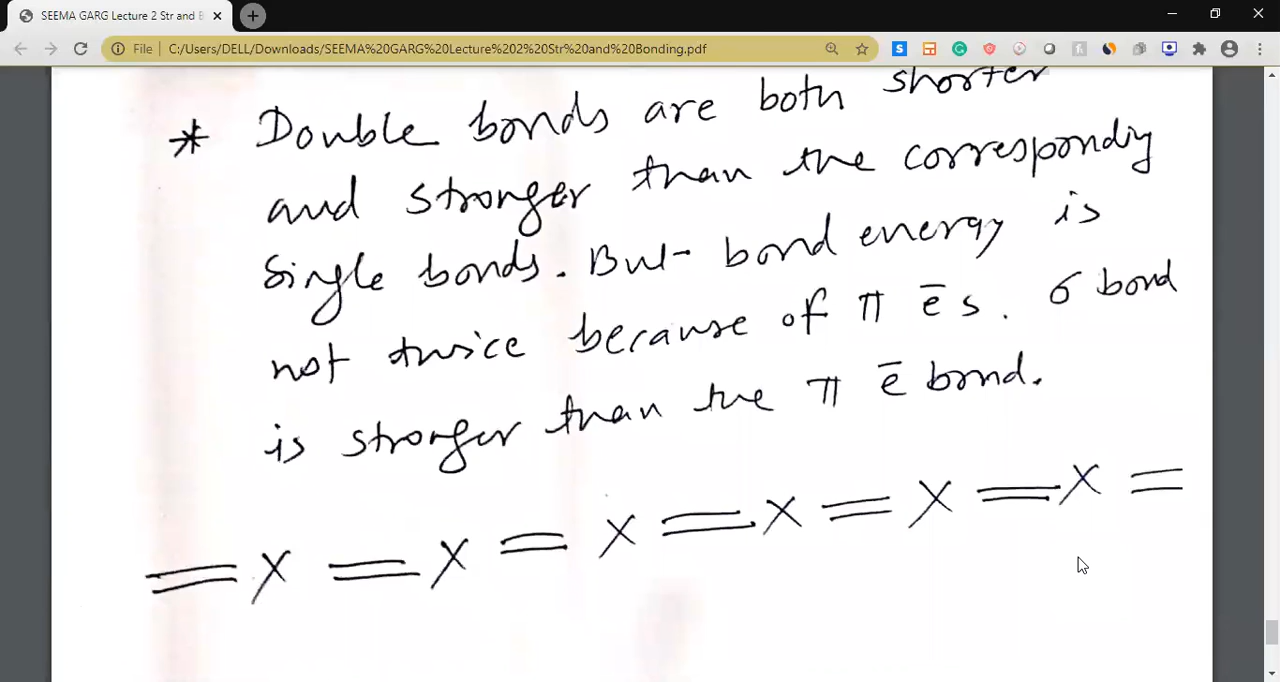 SEEMA GARG Lecture 2 Str and B
File | C:/Users/DELL/Downloads/SEEMA%20GARG%20Lecture%202%20Str%20and%20Bonding.pdf
* Double bonds are both shorter
and stronger than the correspondig
single bonds. But bond energy is
not twice because of π ēs. σ bond
is stronger than the π ē bond.
= X = X = X = X = X = X =